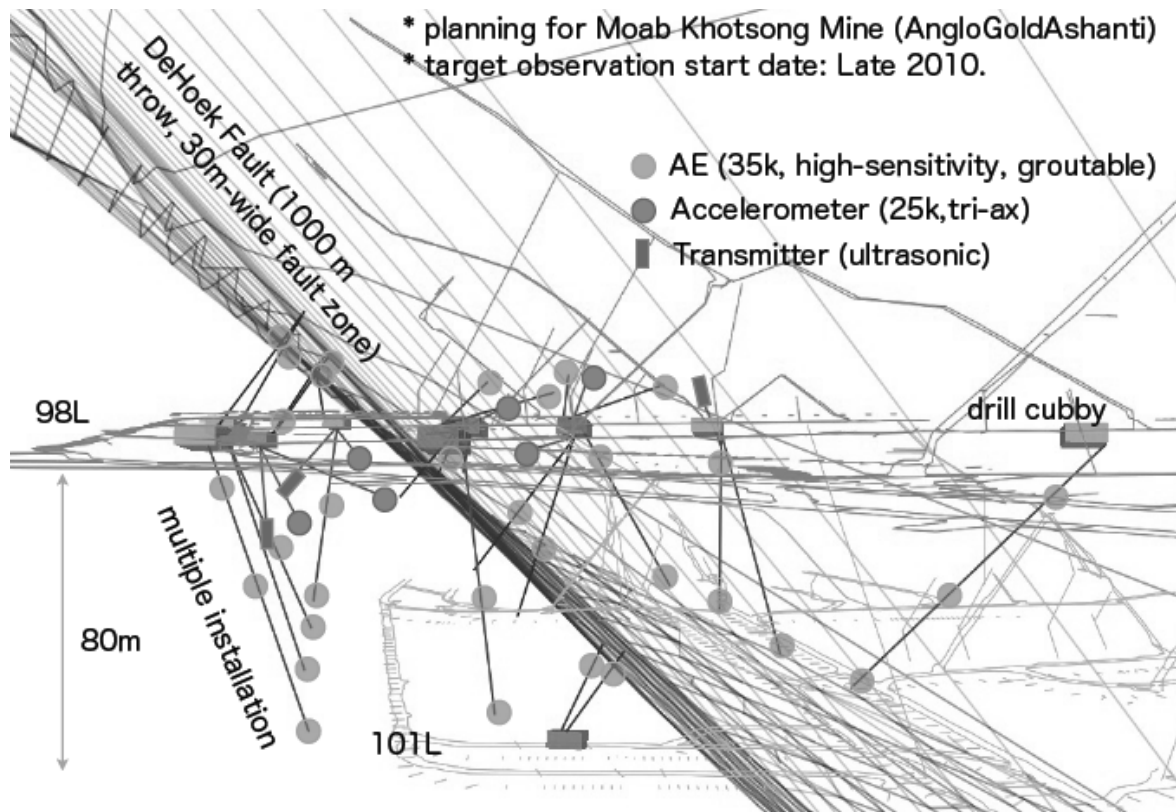 * planning for Moab Khotsong Mine (AngloGoldAshanti)
* target observation start date: Late 2010.
DeHoek Fault (1000 m
throw, 30m-wide fault zone)
AE (35k, high-sensitivity, groutable)
Accelerometer (25k,tri-ax)
Transmitter (ultrasonic)
98L
drill cubby
multiple installation
80m
101L